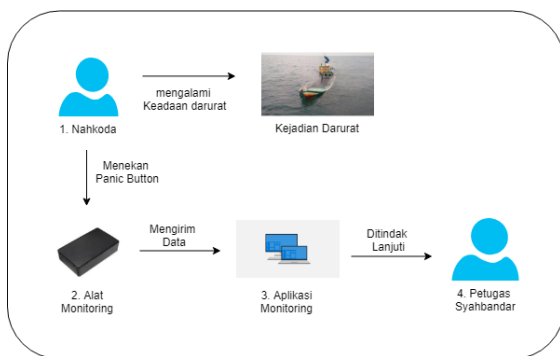 mengalami
Keadaan darurat
1. Nahkoda
Kejadian Darurat
Menekan
Panic Button
Mengirim
Data
Ditindak
Lanjuti
2. Alat
Monitoring
3. Aplikasi
Monitoring
4. Petugas
Syahbandar